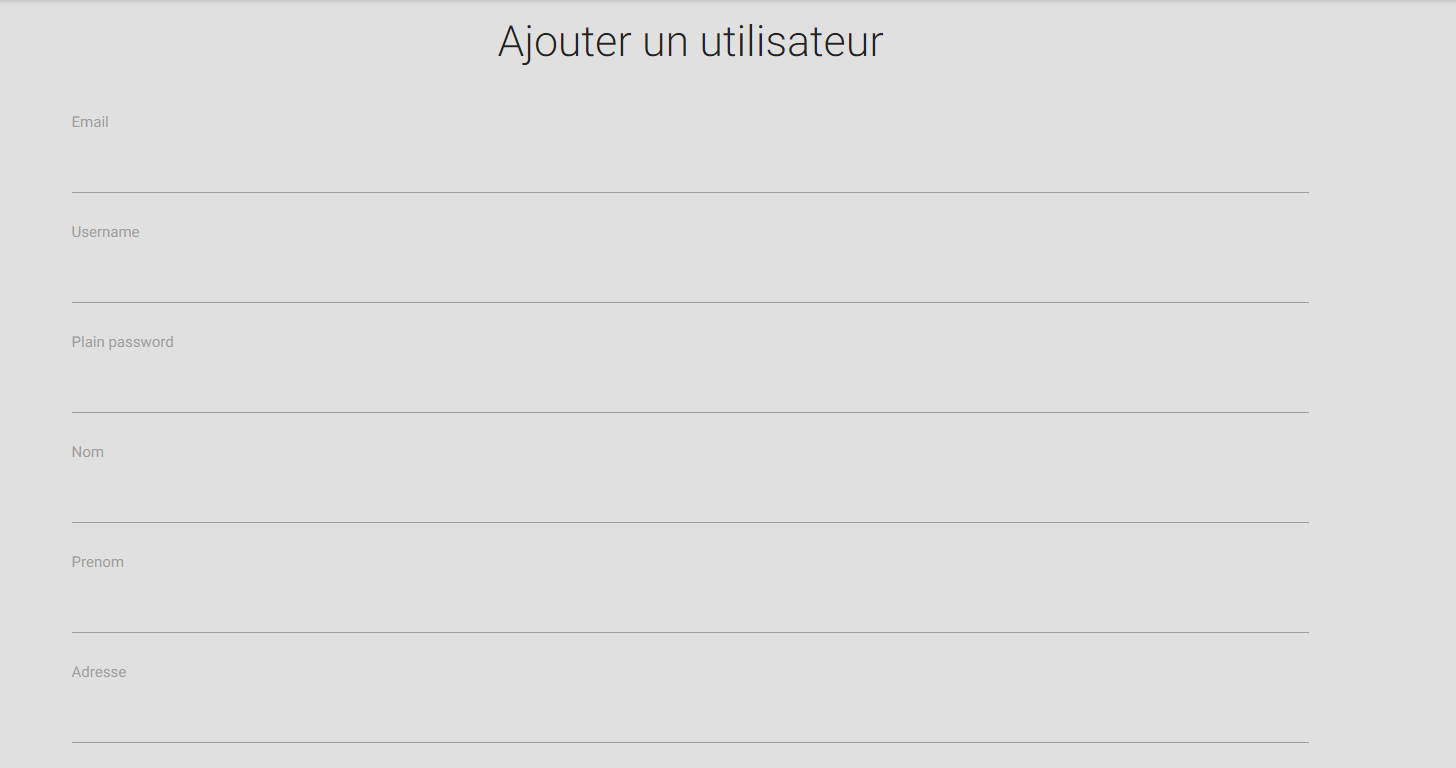 Ajouter un utilisateur
Email
Username
Plain password
Nom
Prenom
Adresse